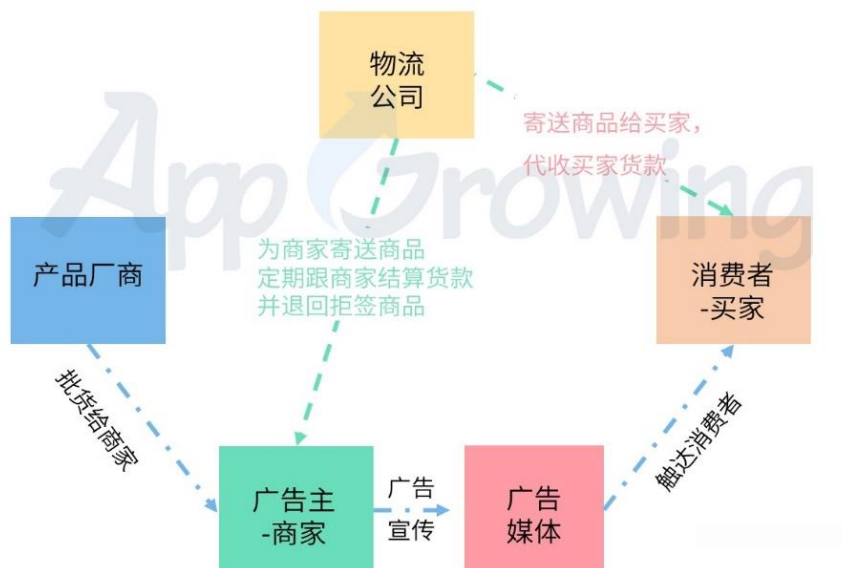 物流
公司
寄送商品给买家，
代收买家货款
App Growing
为商家寄送商品
定期跟商家结算货款
并退回拒签商品
产品厂商
消费者
-买家
批货给商家
触达消费者
广告主
-商家
广告
宣传
广告
媒体